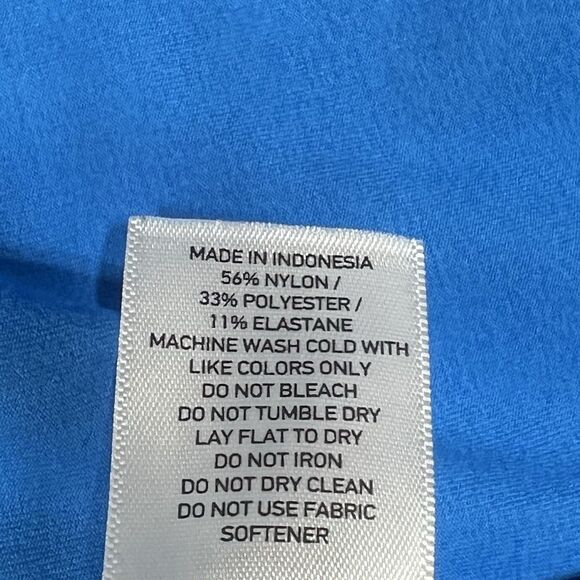 MADE IN INDONESIA
56% NYLON /
33% POLYESTER /
11% ELASTANE
MACHINE WASH COLD WITH
LIKE COLORS ONLY
DO NOT BLEACH
DO NOT TUMBLE DRY
LAY FLAT TO DRY
DO NOT IRON
DO NOT DRY CLEAN
DO NOT USE FABRIC
SOFTENER